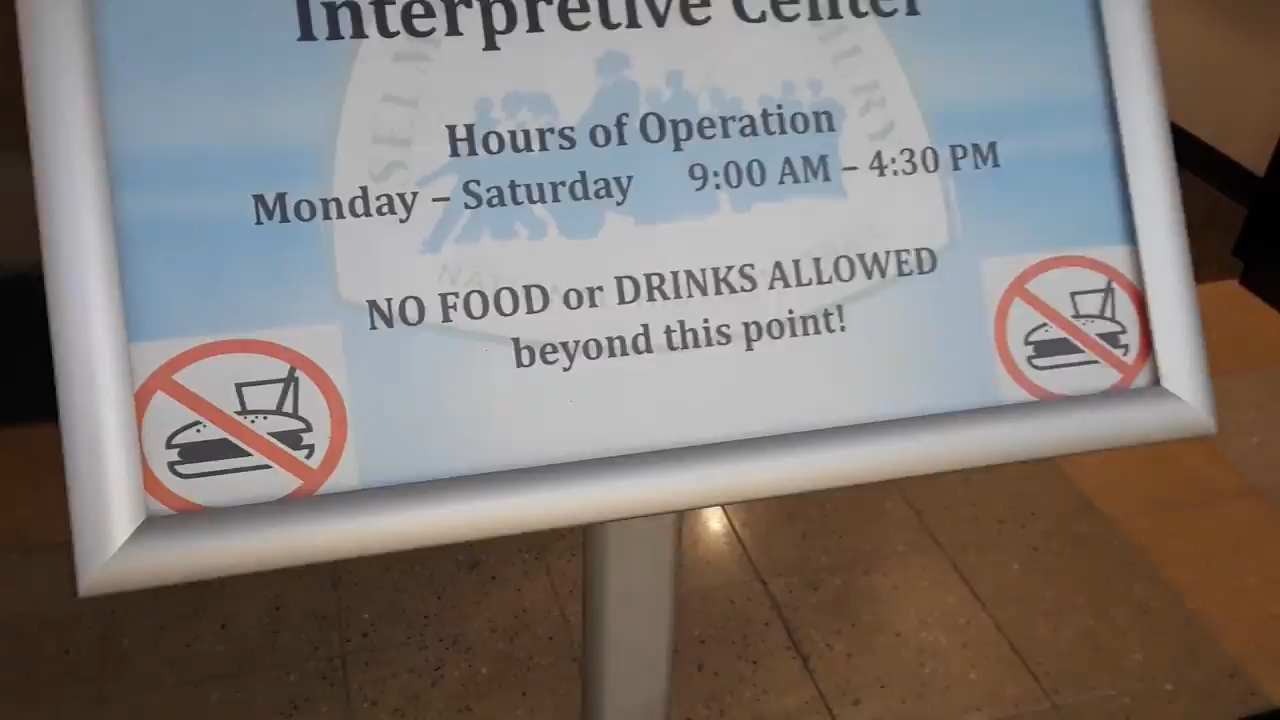 Interpretive Center
Hours of Operation
Monday – Saturday 9:00 AM – 4:30 PM
NO FOOD or DRINKS ALLOWED
beyond this point!